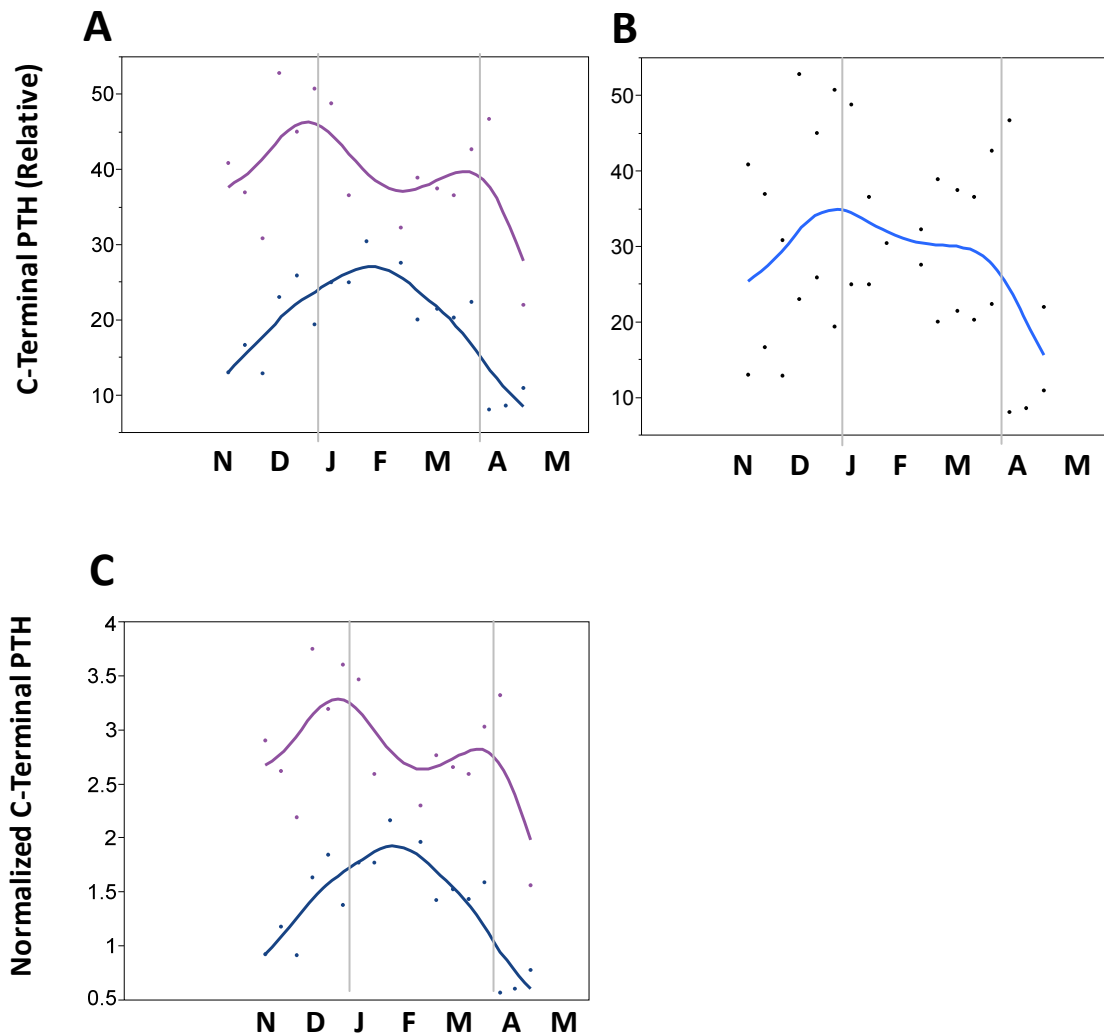 A
B
C-Terminal PTH (Relative)
50
40
30
20
10
50
40
30
20
10
N D J F M A M
N D J F M A M
C
Normalized C-Terminal PTH
4
3.5
3
2.5
2
1.5
1
0.5
N D J F M A M